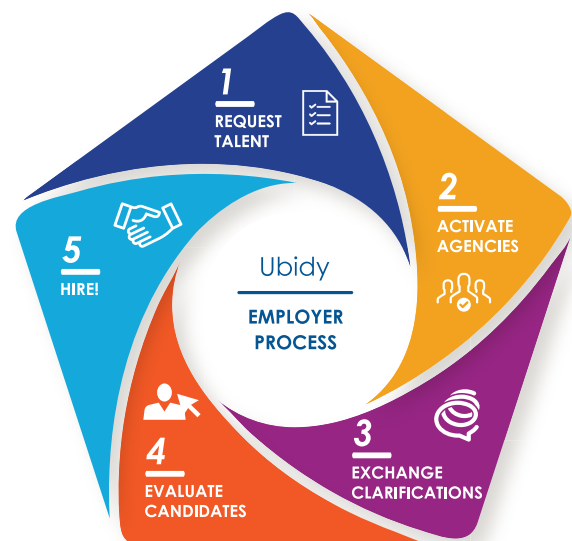 1
REQUEST
TALENT
2
ACTIVATE
AGENCIES
3
EXCHANGE
CLARIFICATIONS
4
EVALUATE
CANDIDATES
5
HIRE!
Ubidy
EMPLOYER
PROCESS